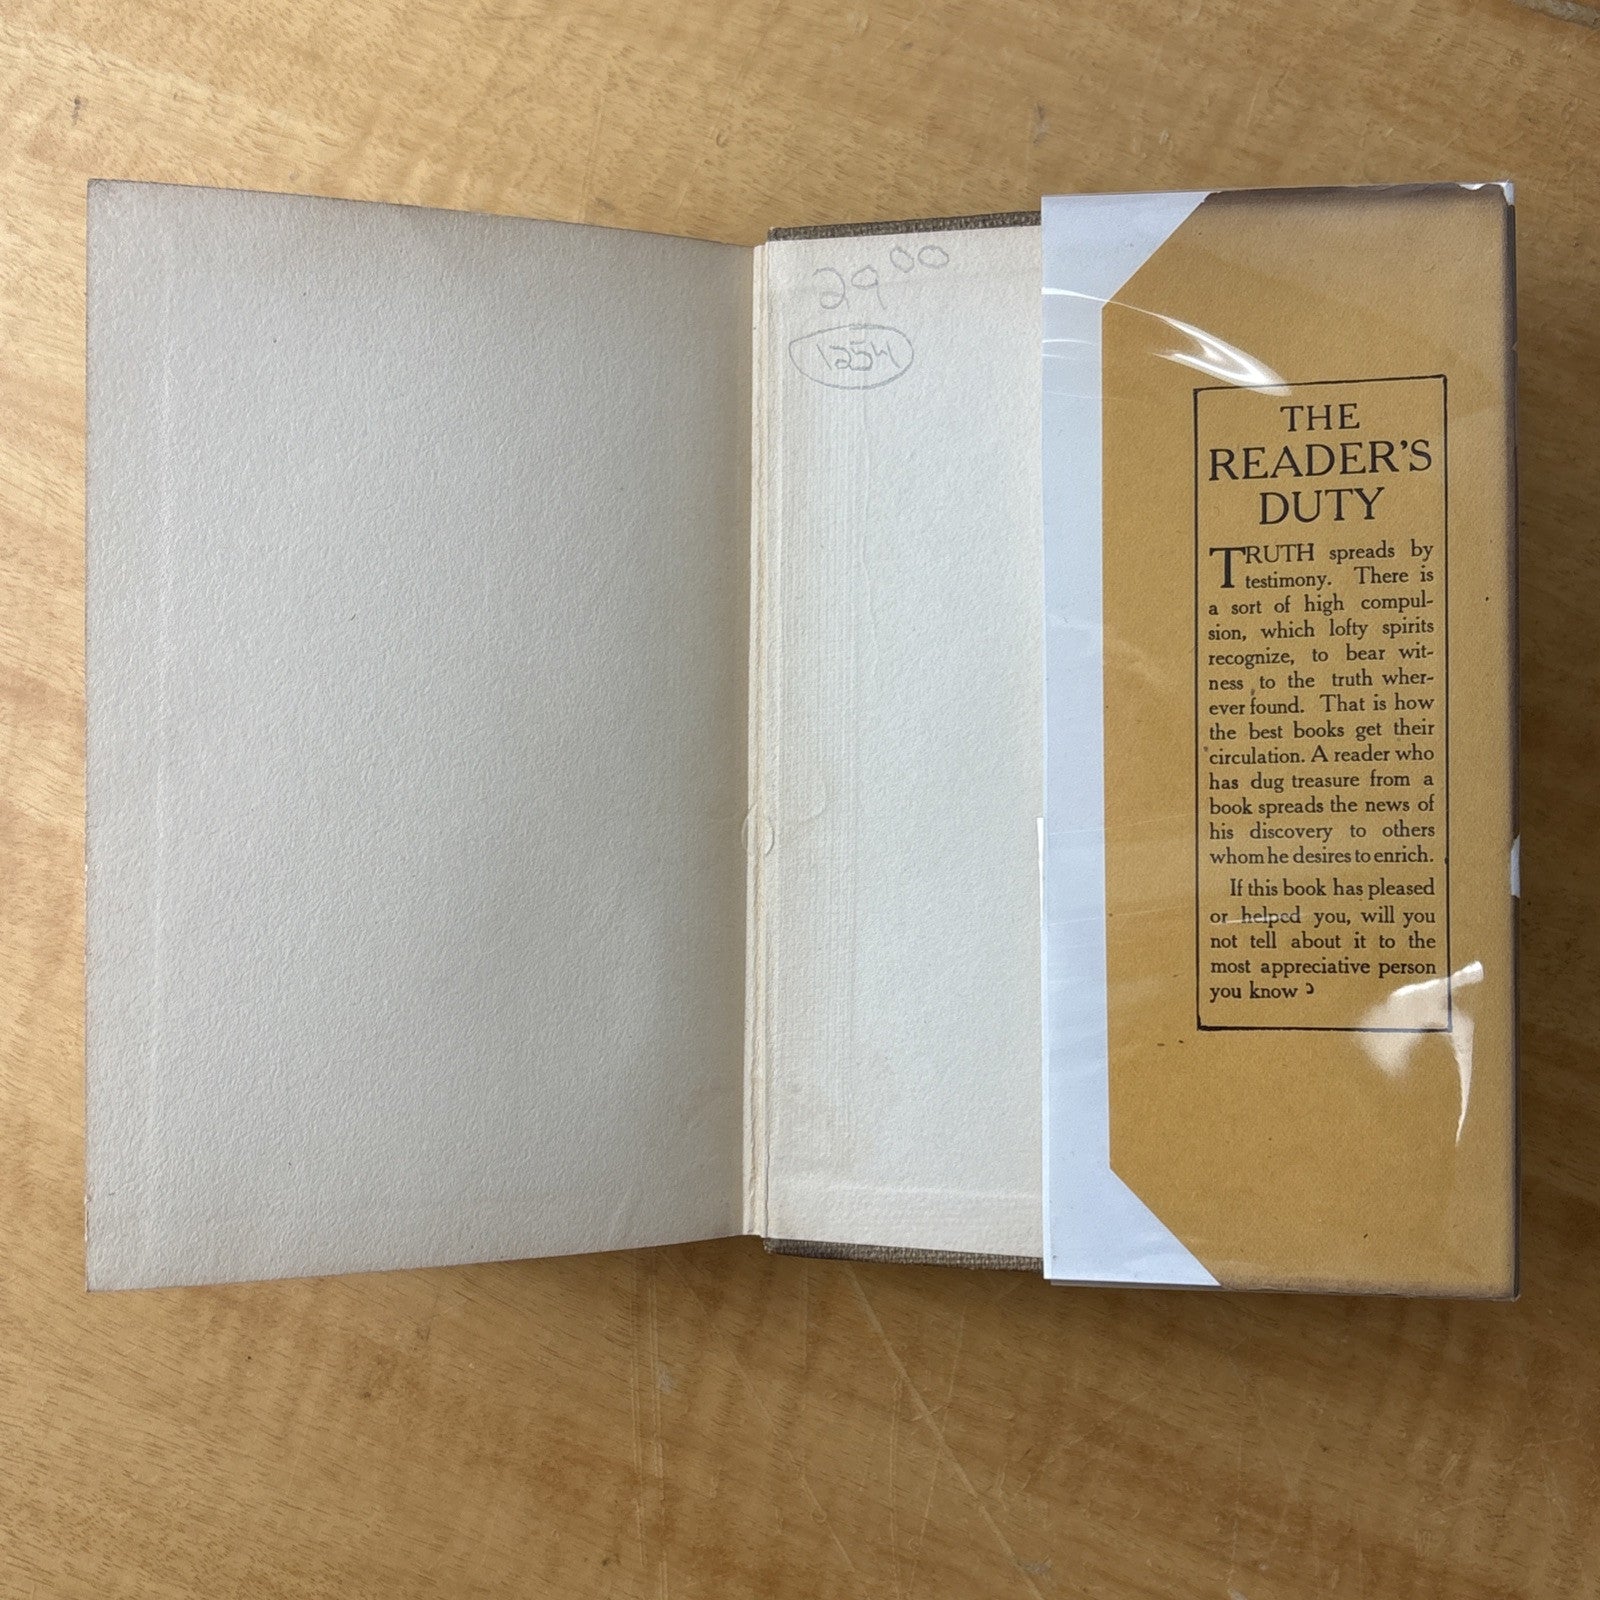 29 00
125H
THE
READER'S
DUTY
TRUTH spreads by
testimony. There is
a sort of high compul-
sion, which lofty spirits
recognize, to bear wit-
ness to the truth wher-
ever found. That is how
the best books get their
circulation. A reader who
has dug treasure from a
book spreads the news of
his discovery to others
whom he desires to enrich.
If this book has pleased
or helped you, will you
not tell about it to the
most appreciative person
you know ?